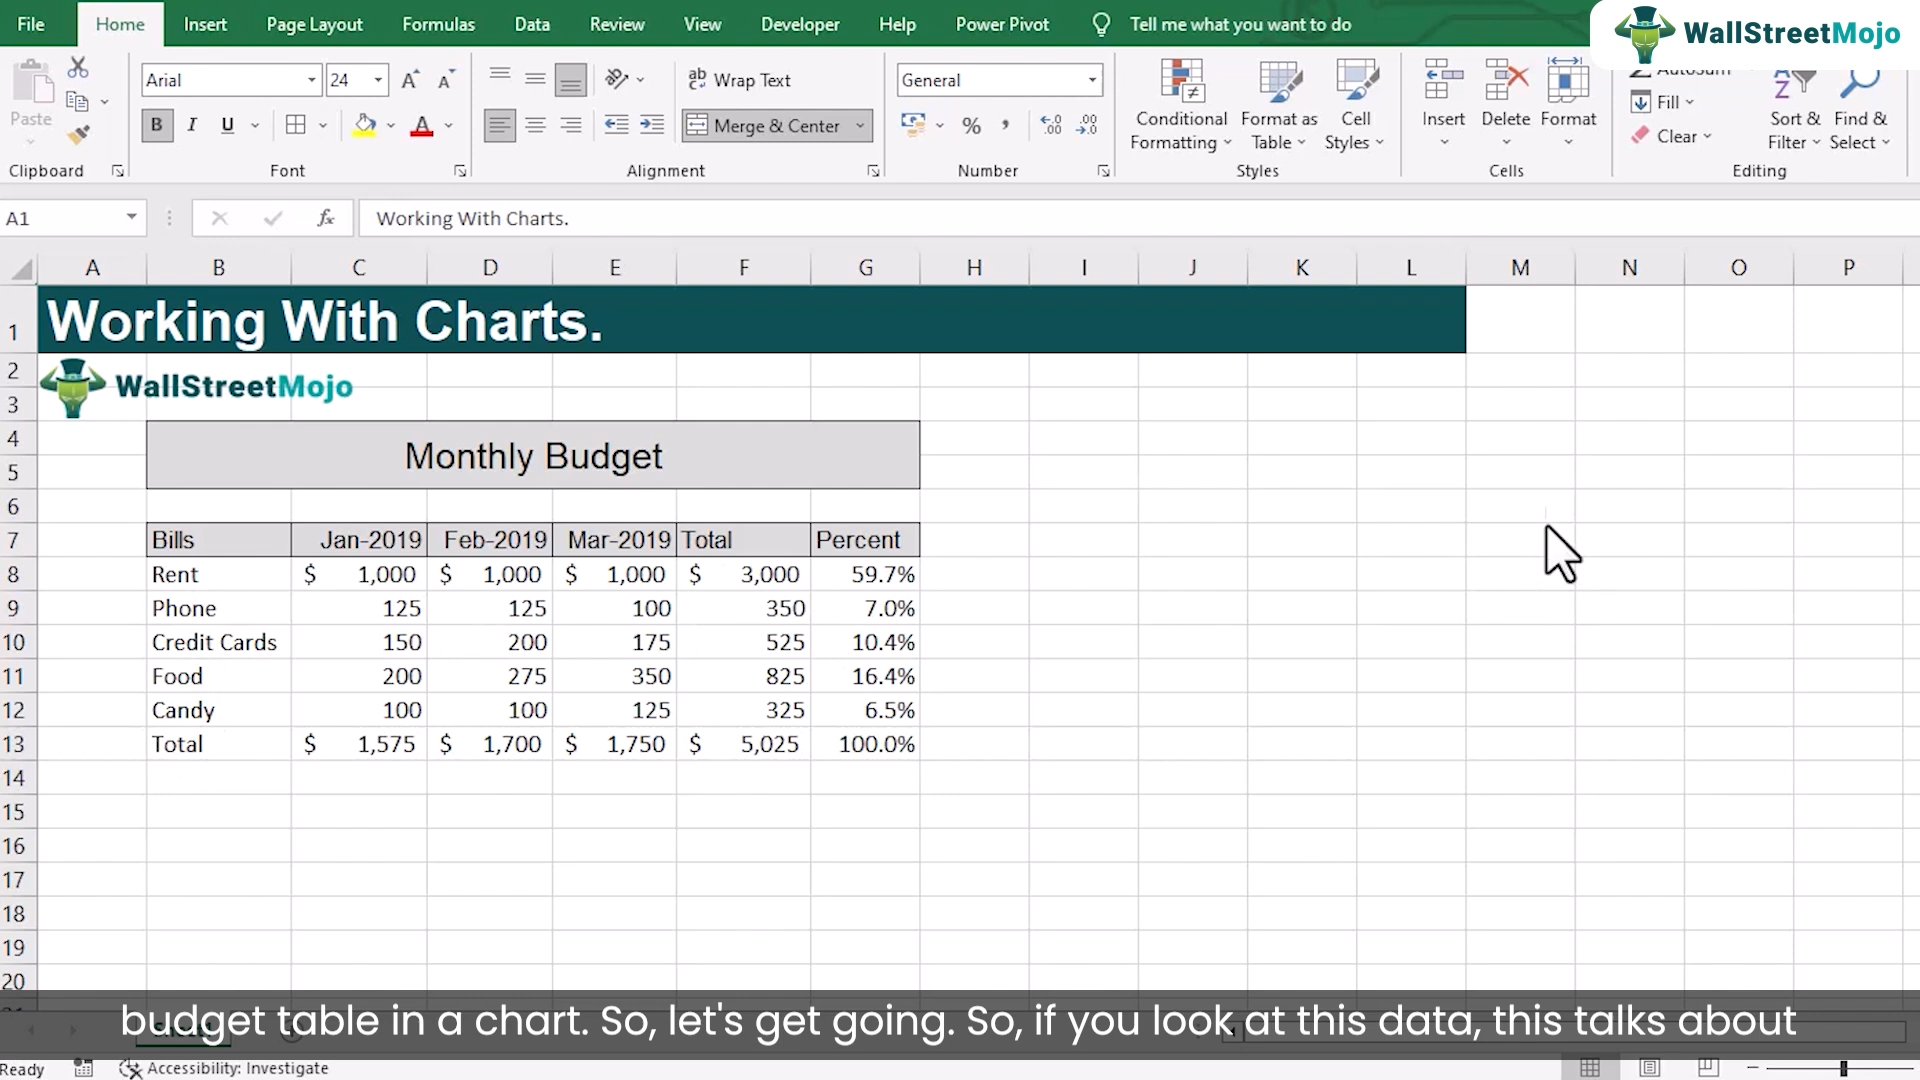 File Home Insert Page Layout Formulas Data Review View Developer Help Power Pivot Tell me what you want to do
WallStreetMojo
Paste
Arial 24
B I U
Wrap Text
Merge & Center
General
Conditional Formatting
Format as Table
Cell Styles
Insert Delete Format
AutoSum
Fill
Clear
Sort & Filter
Find & Select
Clipboard Font Alignment Number Styles Cells Editing
A1 fx Working With Charts.
A B C D E F G H I J K L M N O P
1 Working With Charts.
2
WallStreetMojo
3
4
Monthly Budget
5
6
7 Bills Jan-2019 Feb-2019 Mar-2019 Total Percent
8 Rent $ 1,000 $ 1,000 $ 1,000 $ 3,000 59.7%
9 Phone 125 125 100 350 7.0%
10 Credit Cards 150 200 175 525 10.4%
11 Food 200 275 350 825 16.4%
12 Candy 100 100 125 325 6.5%
13 Total $ 1,575 $ 1,700 $ 1,750 $ 5,025 100.0%
14
15
16
17
18
19
20
budget table in a chart. So, let's get going. So, if you look at this data, this talks about
Ready Accessibility: Investigate